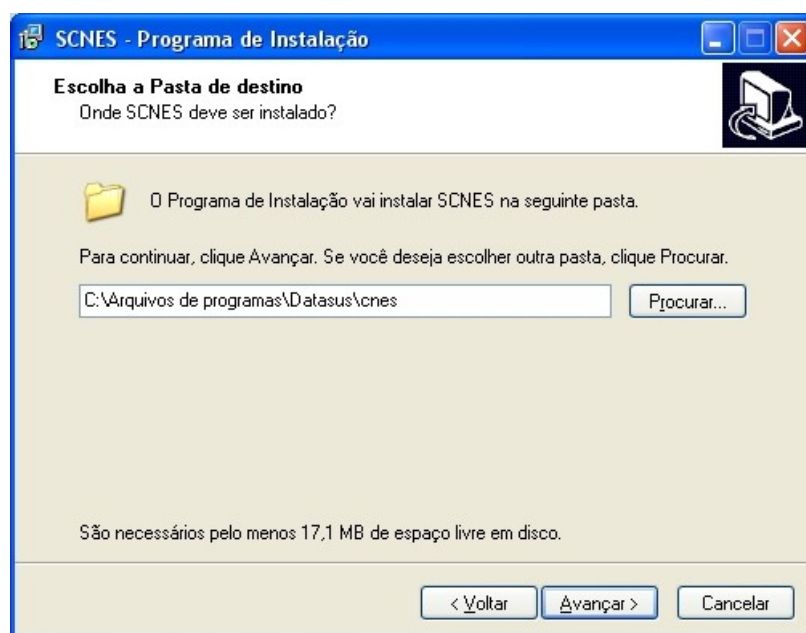 SCNES - Programa de Instalação
Escolha a Pasta de destino
Onde SCNES deve ser instalado?
O Programa de Instalação vai instalar SCNES na seguinte pasta.
Para continuar, clique Avançar. Se você deseja escolher outra pasta, clique Procurar.
C:\Arquivos de programas\Datasus\cnes
Procurar...
São necessários pelo menos 17,1 MB de espaço livre em disco.
< Voltar
Avançar >
Cancelar